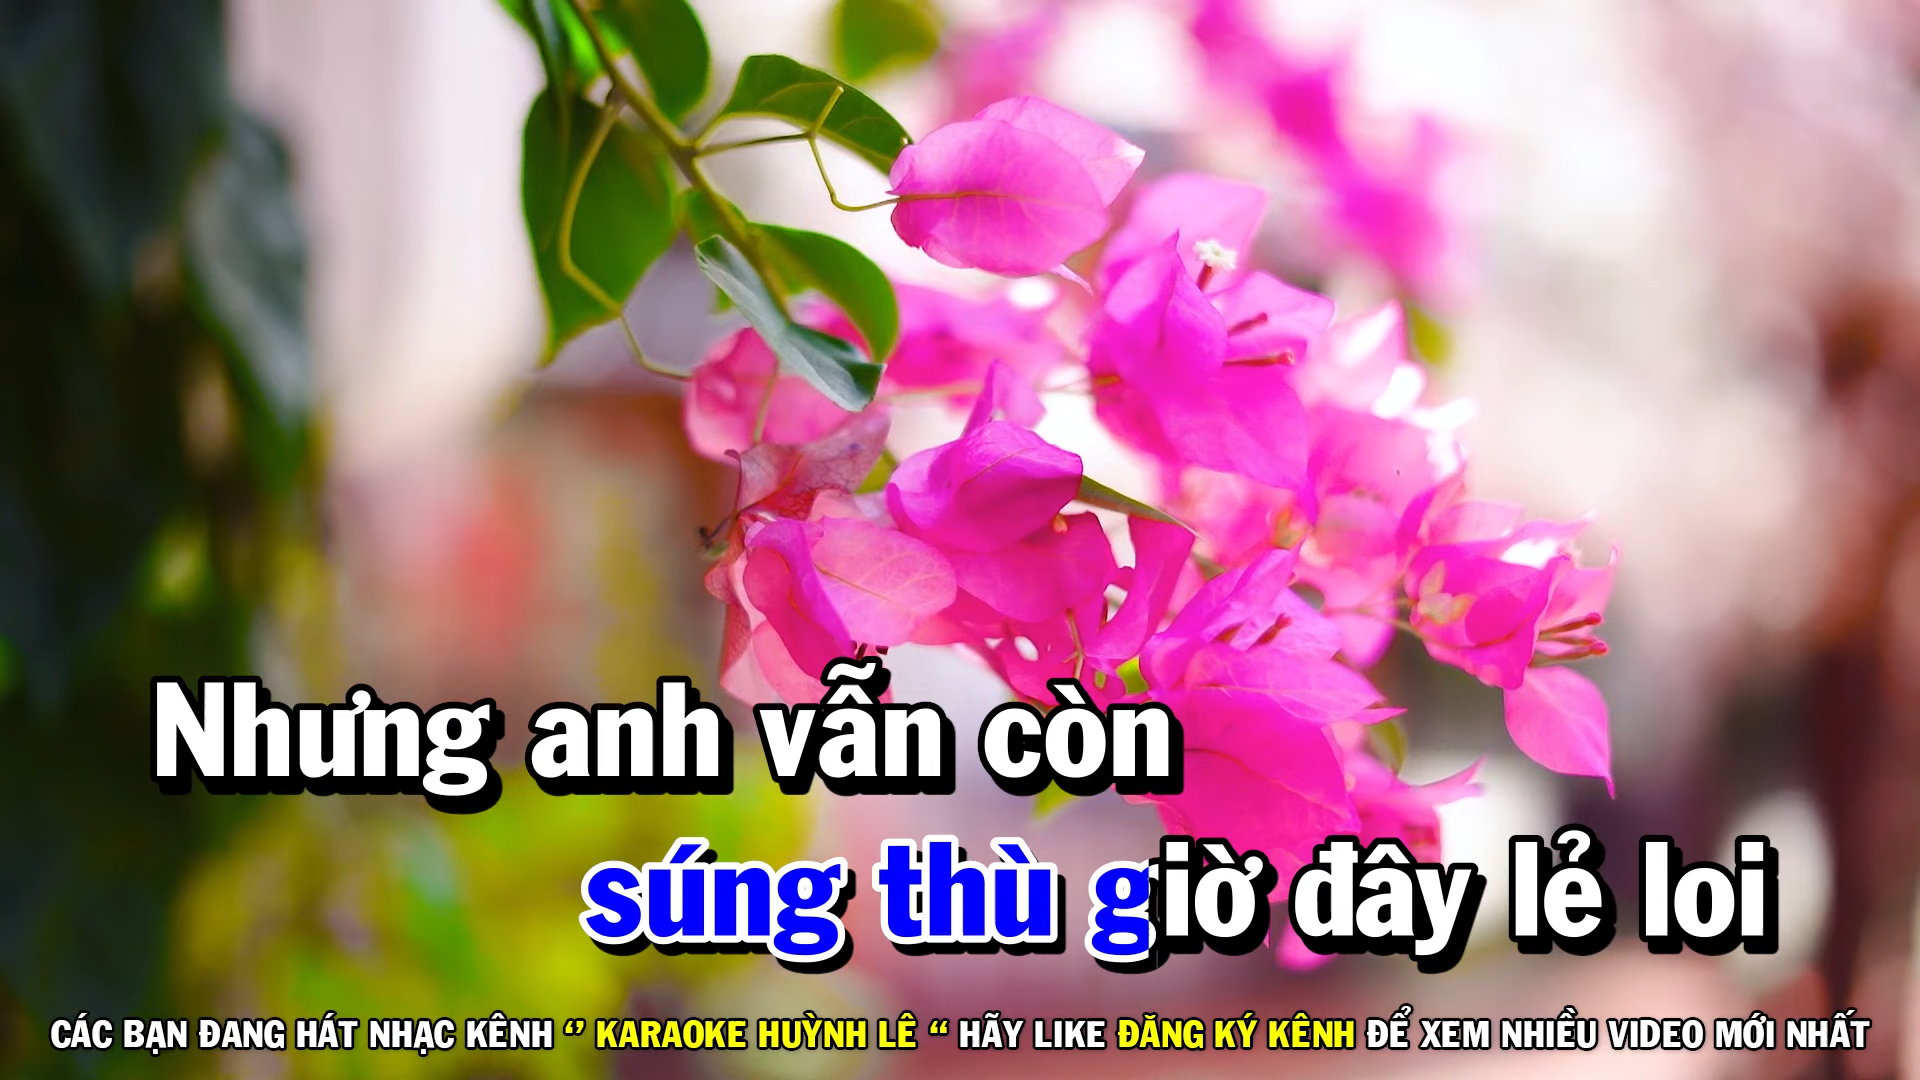 Nhưng anh vẫn còn
súng thù giờ đây lẻ loi
CÁC BẠN ĐANG HÁT NHẠC KÊNH ‘’ KARAOKE HUỲNH LÊ “ HÃY LIKE ĐĂNG KÝ KÊNH ĐỂ XEM NHIỀU VIDEO MỚI NHẤT